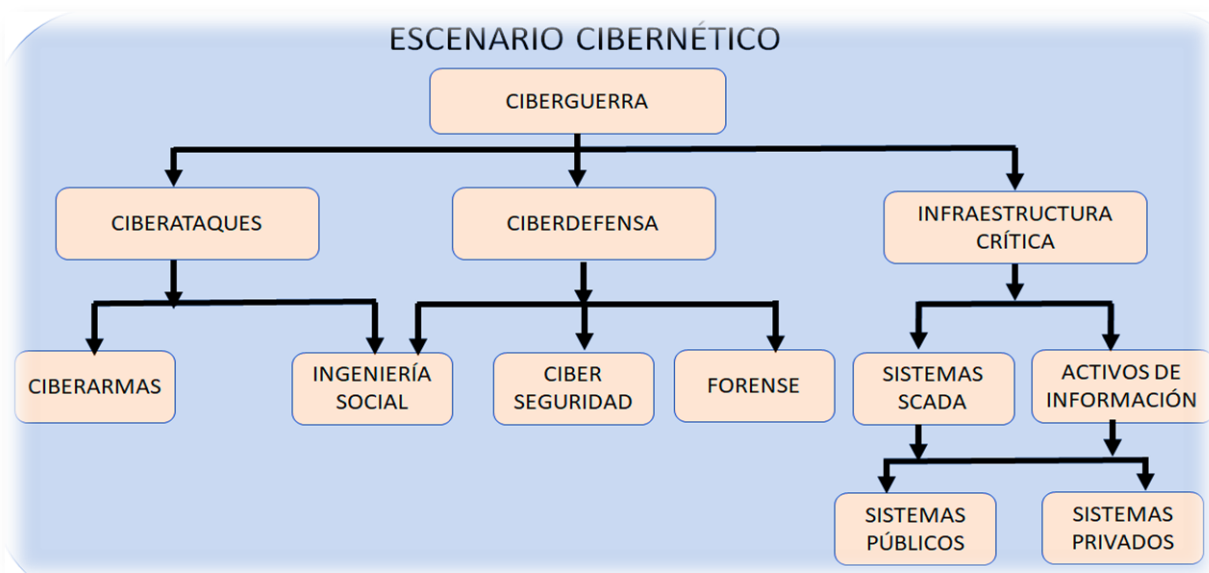 ESCENARIO CIBERNÉTICO
CIBERGUERRA
CIBERATAQUES
CIBERDEFENSA
INFRAESTRUCTURA
CRÍTICA
CIBERARMAS
INGENIERÍA
SOCIAL
CIBER
SEGURIDAD
FORENSE
SISTEMAS
SCADA
ACTIVOS DE
INFORMACIÓN
SISTEMAS
PÚBLICOS
SISTEMAS
PRIVADOS